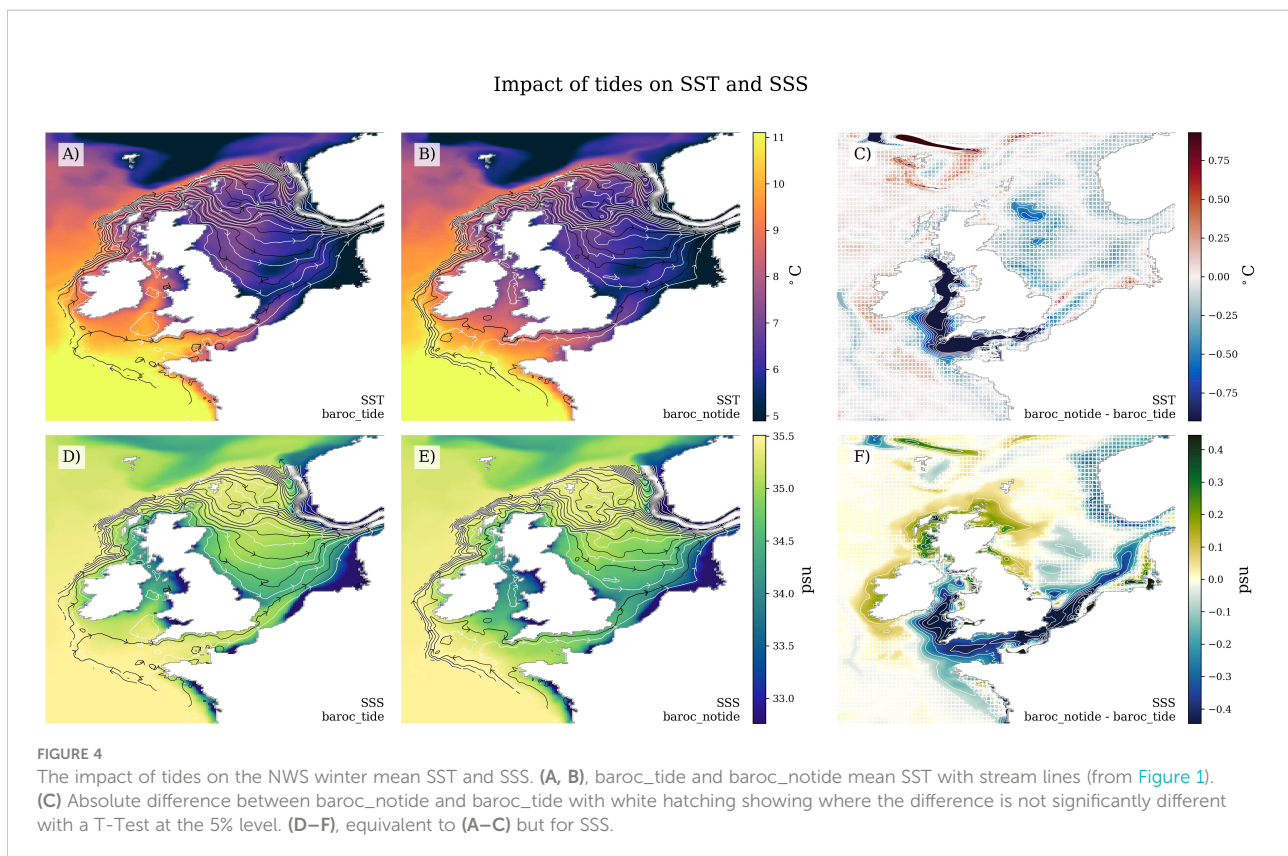 Impact of tides on SST and SSS
A)
SST
baroc_tide
B)
SST
baroc_notide
11
10
9
8
7
6
5
°C
C)
SST
baroc_notide - baroc_tide
0.75
0.50
0.25
0.00
−0.25
−0.50
−0.75
°C
D)
SSS
baroc_tide
E)
SSS
baroc_notide
35.5
35.0
34.5
34.0
33.5
33.0
psu
F)
SSS
baroc_notide - baroc_tide
0.4
0.3
0.2
0.1
0.0
−0.1
−0.2
−0.3
−0.4
psu
FIGURE 4
The impact of tides on the NWS winter mean SST and SSS. (A, B), baroc_tide and baroc_notide mean SST with stream lines (from Figure 1).
(C) Absolute difference between baroc_notide and baroc_tide with white hatching showing where the difference is not significantly different
with a T-Test at the 5% level. (D–F), equivalent to (A–C) but for SSS.